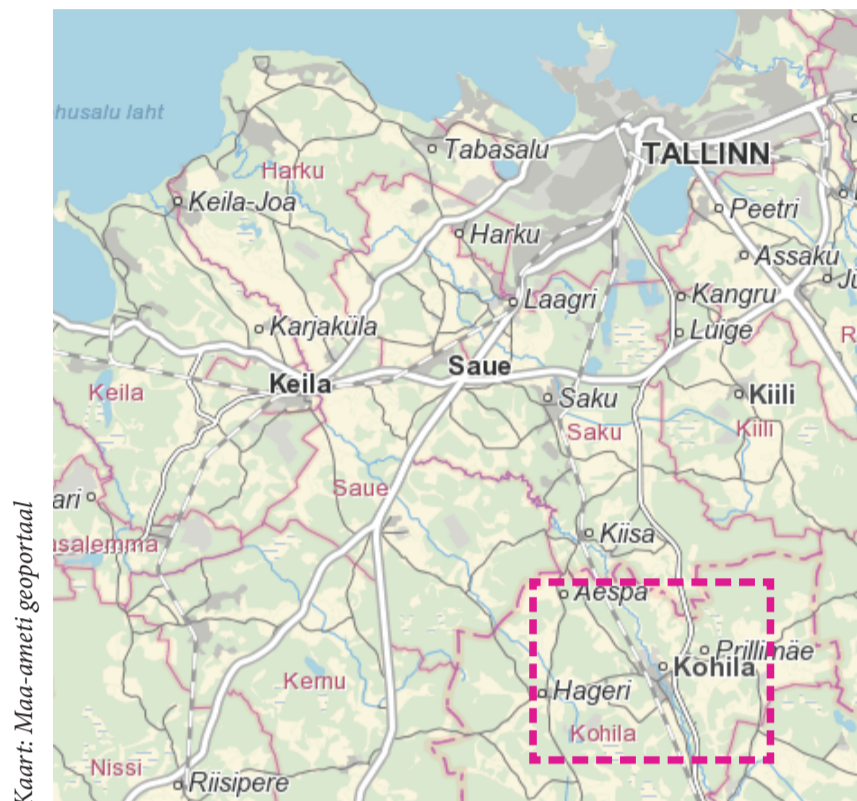 husalu laht
Tabasalu
TALLINN
Harku
Keila-Joa
Peetri
Harku
Assaku
Laagri
Kangru
Karjaküla
Luige
Saue
Keila
Keila
Saku
Kiili
Saku
Kiili
Saue
ari
Kiisa
salemma
Aespa
Prillimäe
Kohila
Kernu
Hageri
Kohila
Nissi
Riisipere
Kaart: Maa-ameti geoportaal